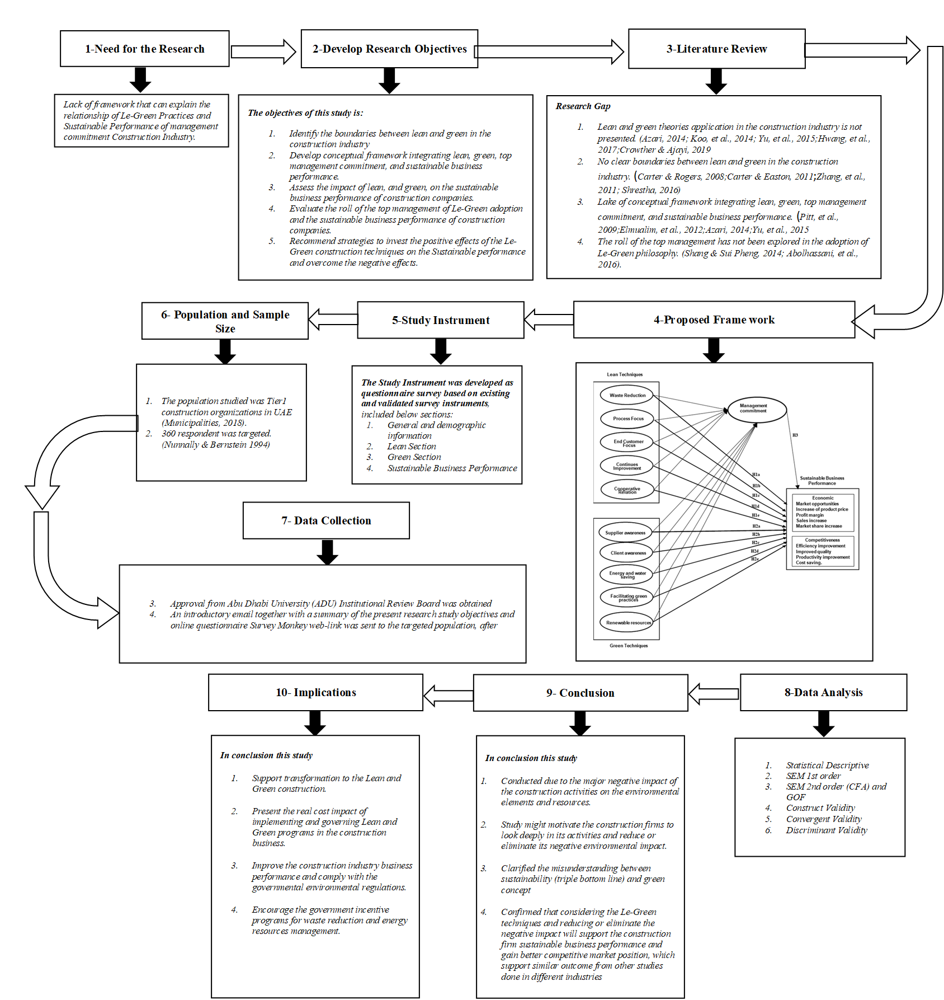 1-Need for the Research
Lack of framework that can explain the
relationship of Le-Green Practices and
Sustainable Performance of management
commitment Construction Industry.
2-Develop Research Objectives
The objectives of this study is:
1. Identify the boundaries between lean and green in the
construction industry
2. Develop conceptual framework integrating lean, green, top
management commitment, and sustainable business
performance.
3. Assess the impact of lean, and green, on the sustainable
business performance of construction companies.
4. Evaluate the roll of the top management of Le-Green adoption
and the sustainable business performance of construction
companies.
5. Recommend strategies to invest the positive effects of the Le-
Green construction techniques on the Sustainable performance
and overcome the negative effects.
3-Literature Review
Research Gap
1. Lean and green theories application in the construction industry is not
presented. (Azari, 2014; Koo, et al., 2014; Yu, et al., 2015;Hwang, et al.,
2017;Crowther & Ajayi, 2019
2. No clear boundaries between lean and green in the construction
industry. (Carter & Rogers, 2008;Carter & Easton, 2011;Zhang, et al.,
2011; Shrestha, 2016)
3. Lake of conceptual framework integrating lean, green, top management
commitment, and sustainable business performance. (Pitt, et al.,
2009;Elmualim, et al., 2012;Azari, 2014;Yu, et al., 2015
4. The roll of the top management has not been explored in the adoption of
Le-Green philosophy. (Shang & Sui Pheng, 2014; Abolhassani, et al.,
2016).
4-Proposed Frame work
Lean Techniques
Waste Reduction
Process Focus
End Customer
Focus
Continues
Improvement
Cooperative
Relation
Management
commitment
H3
H1a
H1b
H1c
H1d
H1e
H2a
H2b
H2c
H2d
H2e
Sustainable Business
Performance
Economic
Market opportunities
Increase of product price
Profit margin
Sales increase
Market share increase
Competitiveness
Efficiency improvement
Improved quality
Productivity improvement
Cost saving.
Supplier awareness
Client awareness
Energy and water
saving
Facilitating green
practices
Renewable resources
Green Techniques
5-Study Instrument
The Study Instrument was developed as
questionnaire survey based on existing
and validated survey instruments,
included below sections:
1. General and demographic
information
2. Lean Section
3. Green Section
4. Sustainable Business Performance
6- Population and Sample
Size
1. The population studied was Tier1
construction organizations in UAE
(Municipalities, 2018).
2. 360 respondent was targeted.
(Nunnally & Bernstein 1994)
7- Data Collection
3. Approval from Abu Dhabi University (ADU) Institutional Review Board was obtained
4. An introductory email together with a summary of the present research study objectives and
online questionnaire Survey Monkey web-link was sent to the targeted population, after
8-Data Analysis
1. Statistical Descriptive
2. SEM 1st order
3. SEM 2nd order (CFA) and
GOF
4. Construct Validity
5. Convergent Validity
6. Discriminant Validity
9- Conclusion
In conclusion this study
1. Conducted due to the major negative impact of
the construction activities on the environmental
elements and resources.
2. Study might motivate the construction firms to
look deeply in its activities and reduce or
eliminate its negative environmental impact.
3. Clarified the misunderstanding between
sustainability (triple bottom line) and green
concept
4. Confirmed that considering the Le-Green
techniques and reducing or eliminate the
negative impact will support the construction
firm sustainable business performance and
gain better competitive market position, which
support similar outcome from other studies
done in different industries
10- Implications
In conclusion this study
1. Support transformation to the Lean and
Green construction.
2. Present the real cost impact of
implementing and governing Lean and
Green programs in the construction
business.
3. Improve the construction industry business
performance and comply with the
governmental environmental regulations.
4. Encourage the government incentive
programs for waste reduction and energy
resources management.